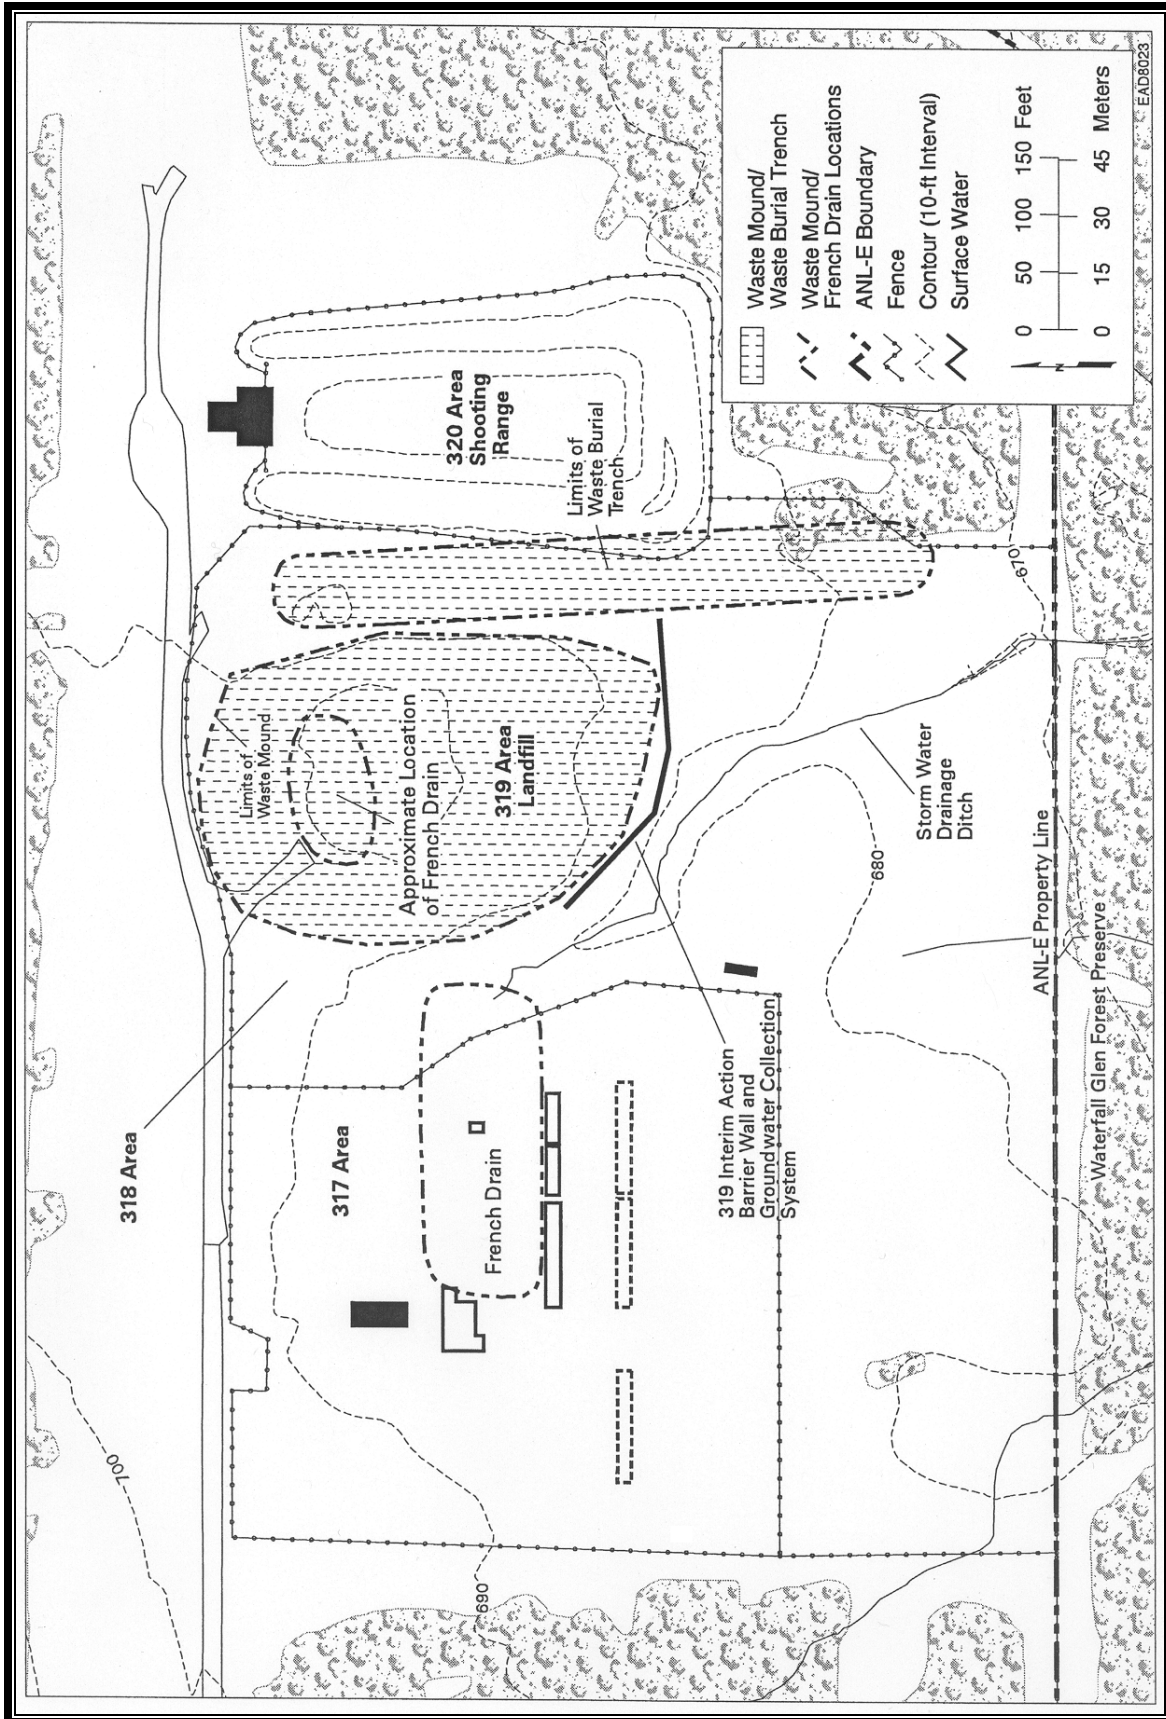 318 Area
317 Area
French Drain
Limits of
Waste Mound
Approximate Location
of French Drain
319 Area
Landfill
320 Area
Shooting
Range
Limits of
Waste Burial
Trench
319 Interim Action
Barrier Wall and
Groundwater Collection
System
Storm Water
Drainage
Ditch
ANL-E Property Line
Waterfall Glen Forest Preserve
700
690
680
670
Waste Mound/
Waste Burial Trench
Waste Mound/
French Drain Locations
ANL-E Boundary
Fence
Contour (10-ft Interval)
Surface Water
N
0 50 100 150 Feet
0 15 30 45 Meters
EAD8023